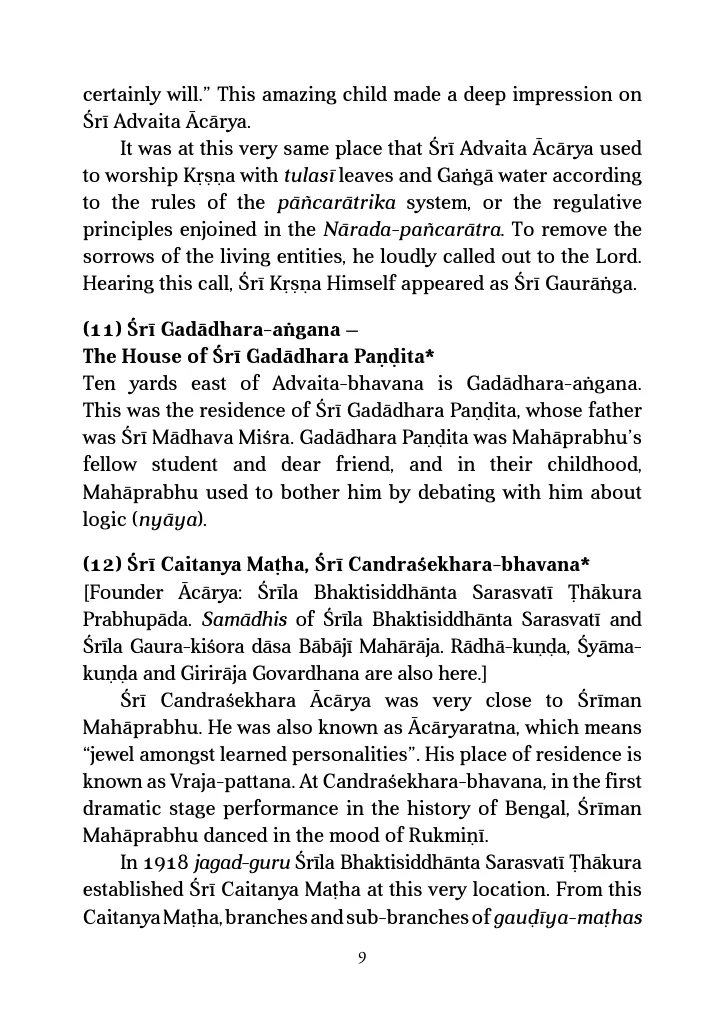 certainly will.” This amazing child made a deep impression on
Śrī Advaita Ācārya.
It was at this very same place that Śrī Advaita Ācārya used
to worship Kṛṣṇa with tulasī leaves and Gaṅgā water according
to the rules of the pāñcarātrika system, or the regulative
principles enjoined in the Nārada-pañcarātra. To remove the
sorrows of the living entities, he loudly called out to the Lord.
Hearing this call, Śrī Kṛṣṇa Himself appeared as Śrī Gaurāṅga.
(11) Śrī Gadādhara-aṅgana –
The House of Śrī Gadādhara Paṇḍita*
Ten yards east of Advaita-bhavana is Gadādhara-aṅgana.
This was the residence of Śrī Gadādhara Paṇḍita, whose father
was Śrī Mādhava Miśra. Gadādhara Paṇḍita was Mahāprabhu’s
fellow student and dear friend, and in their childhood,
Mahāprabhu used to bother him by debating with him about
logic (nyāya).
(12) Śrī Caitanya Maṭha, Śrī Candraśekhara-bhavana*
[Founder Ācārya: Śrīla Bhaktisiddhānta Sarasvatī Ṭhākura
Prabhupāda. Samādhis of Śrīla Bhaktisiddhānta Sarasvatī and
Śrīla Gaura-kiśora dāsa Bābājī Mahārāja. Rādhā-kuṇḍa, Śyāma-
kuṇḍa and Girirāja Govardhana are also here.]
Śrī Candraśekhara Ācārya was very close to Śrīman
Mahāprabhu. He was also known as Ācāryaratna, which means
“jewel amongst learned personalities”. His place of residence is
known as Vraja-pattana. At Candraśekhara-bhavana, in the first
dramatic stage performance in the history of Bengal, Śrīman
Mahāprabhu danced in the mood of Rukmiṇī.
In 1918 jagad-guru Śrīla Bhaktisiddhānta Sarasvatī Ṭhākura
established Śrī Caitanya Maṭha at this very location. From this
Caitanya Maṭha, branches and sub-branches of gauḍīya-maṭhas
9